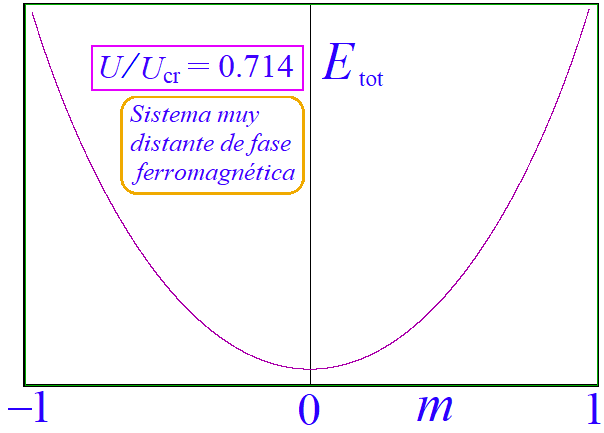 U/Ucr = 0.714
E tot
Sistema muy
distante de fase
ferromagnética
−1
0
m
1